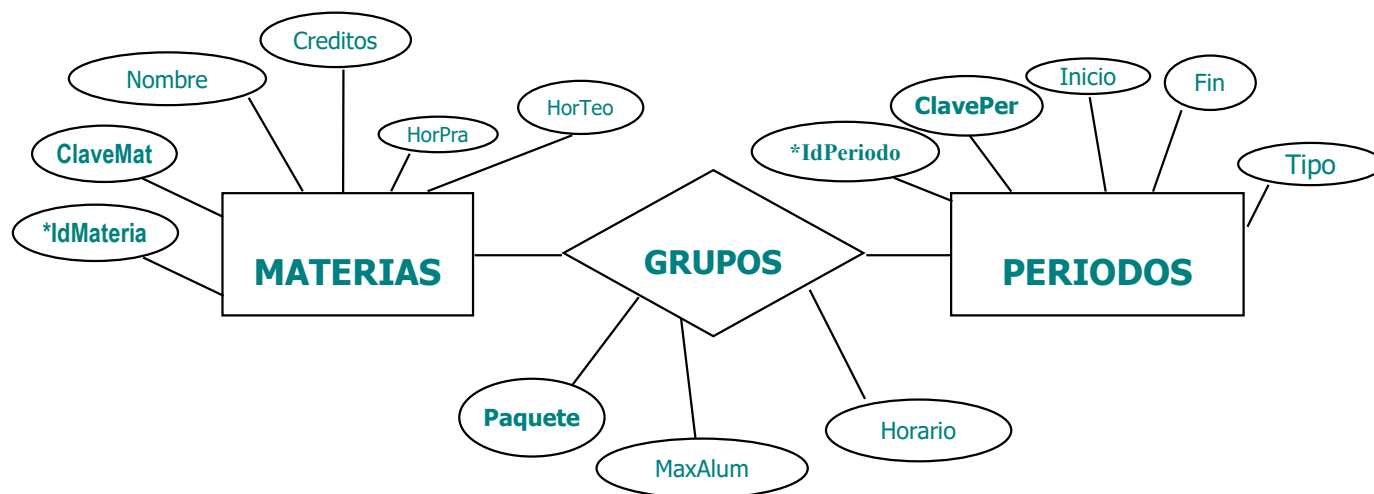 Creditos
Nombre
HorTeo
HorPra
ClaveMat
*IdMateria
MATERIAS
GRUPOS
Paquete
MaxAlum
Horario
Inicio
Fin
ClavePer
*IdPeriodo
Tipo
PERIODOS